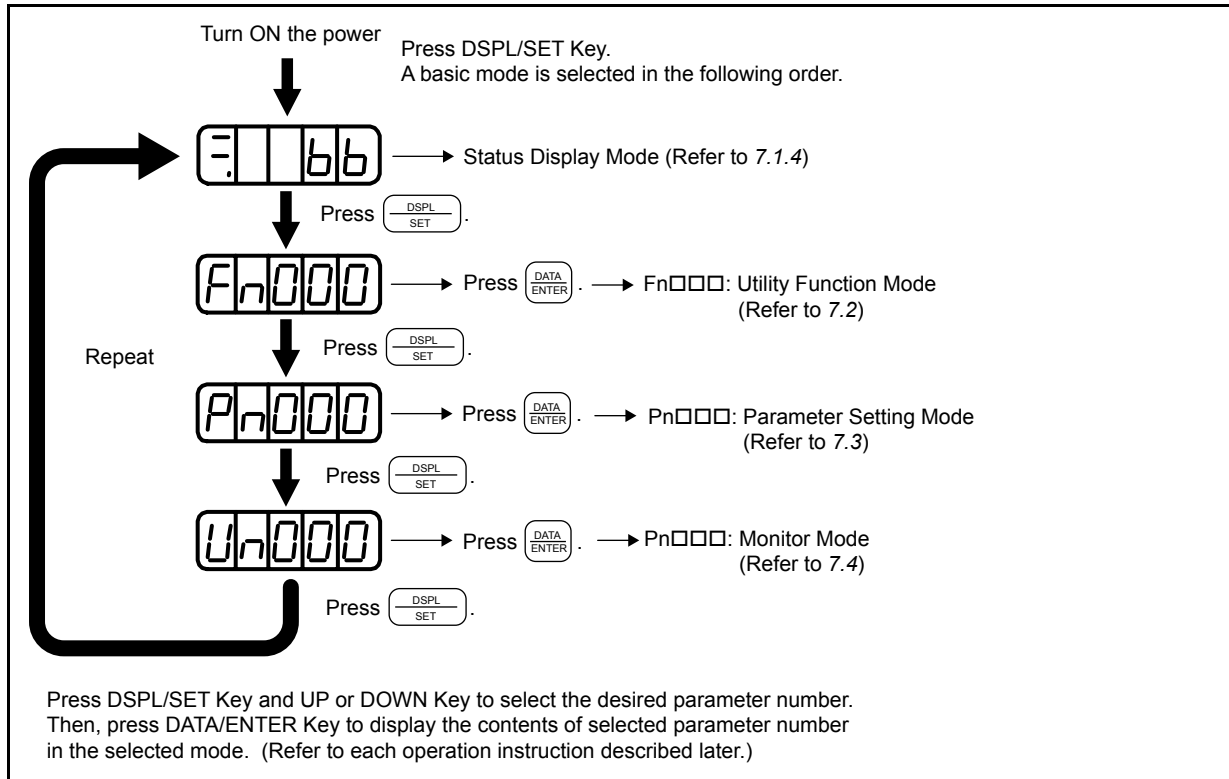 Turn ON the power
Press DSPL/SET Key.
A basic mode is selected in the following order.
bb
Status Display Mode (Refer to 7.1.4)
Press DSPL SET .
Fn000
Press DATA ENTER .
Fn□□□: Utility Function Mode
(Refer to 7.2)
Press DSPL SET .
Repeat
Pn000
Press DATA ENTER .
Pn□□□: Parameter Setting Mode
(Refer to 7.3)
Press DSPL SET .
Un000
Press DATA ENTER .
Pn□□□: Monitor Mode
(Refer to 7.4)
Press DSPL SET .
Press DSPL/SET Key and UP or DOWN Key to select the desired parameter number.
Then, press DATA/ENTER Key to display the contents of selected parameter number
in the selected mode.  (Refer to each operation instruction described later.)